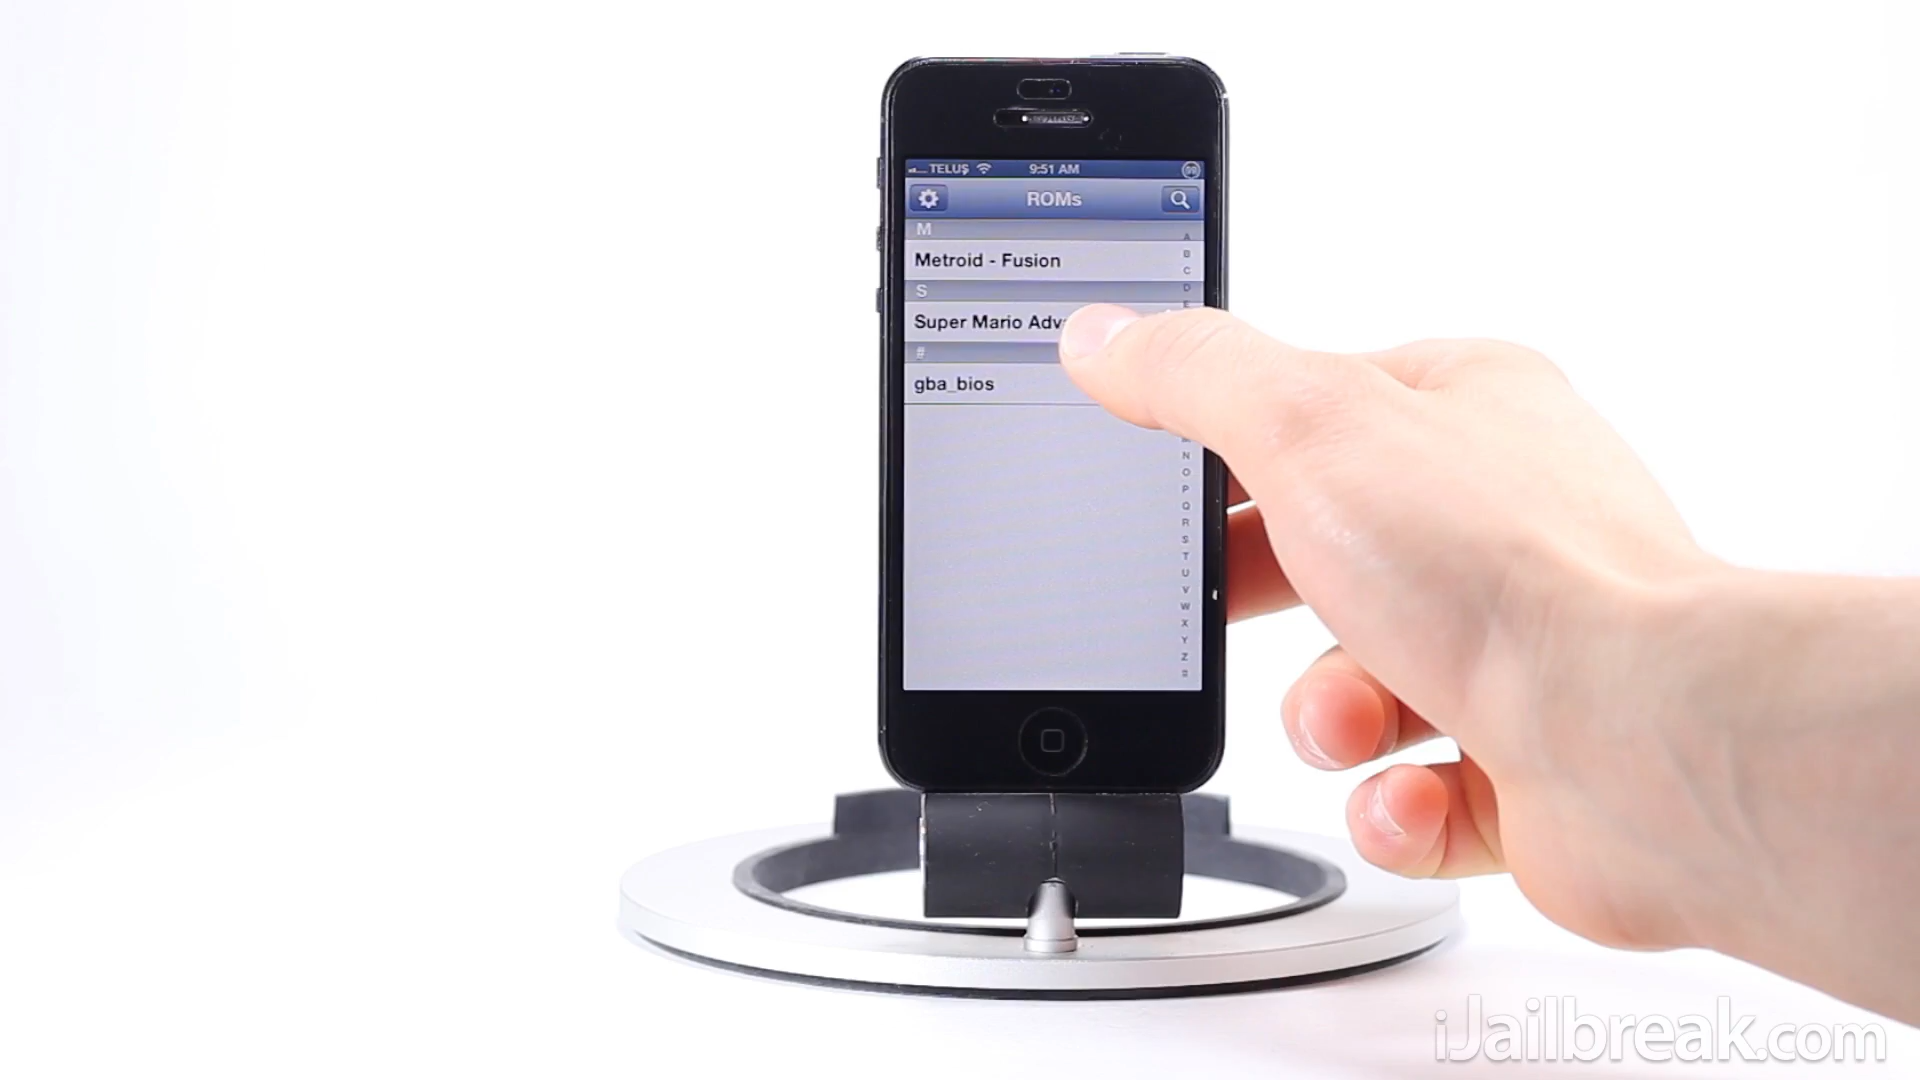 TELUS 9:51 AM
ROMs
M
Metroid - Fusion
S
Super Mario Adv
#
gba_bios
A
B
C
D
E
M
N
O
P
Q
R
S
T
U
V
W
X
Y
Z
#
iJailbreak.com